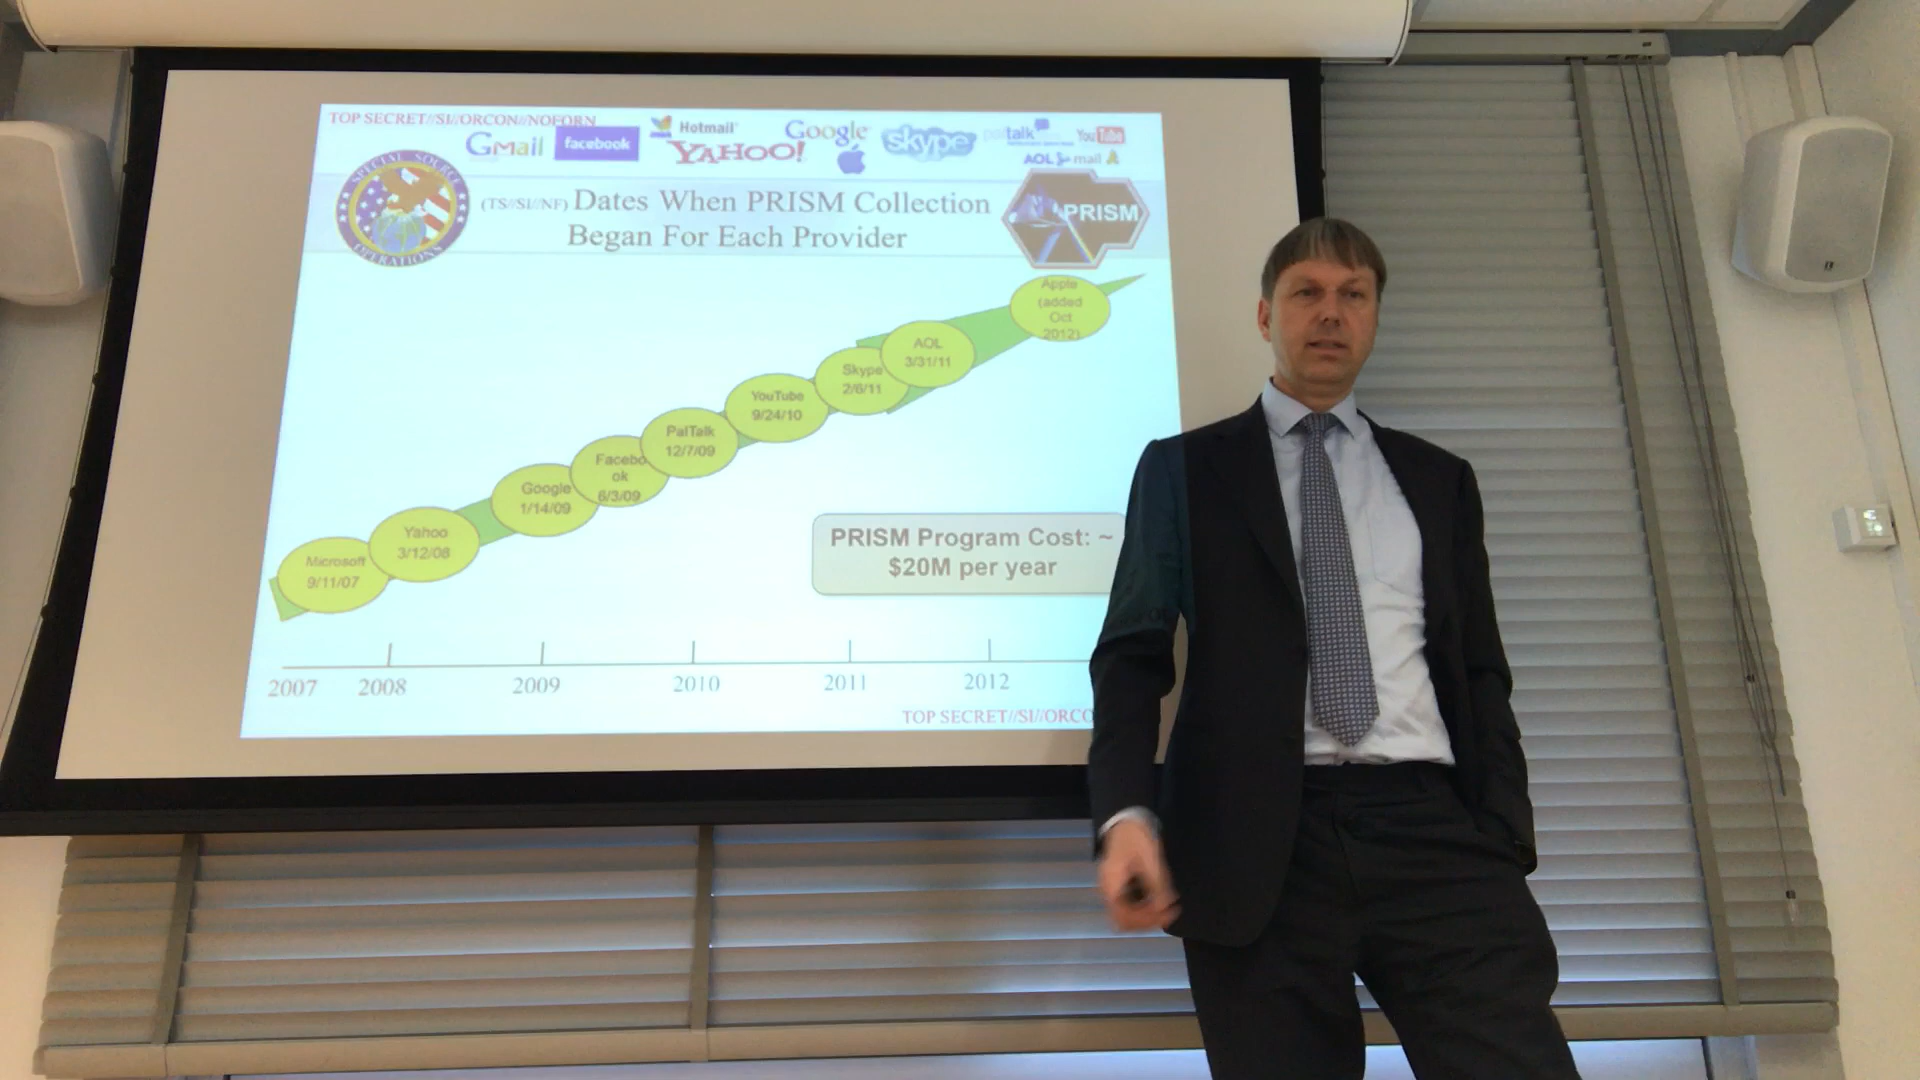 TOP SECRET//SI//ORCON//NOFORN
Gmail facebook Hotmail Google skype paltalk YouTube
YAHOO!
AOL mail
SPECIAL SOURCE
OPERATIONS
(TS//SI//NF) Dates When PRISM Collection
Began For Each Provider
PRISM
Apple
(added
Oct
2012)
AOL
3/31/11
Skype
2/6/11
YouTube
9/24/10
PalTalk
12/7/09
Facebo
ok
6/3/09
Google
1/14/09
Yahoo
3/12/08
Microsoft
9/11/07
PRISM Program Cost: ~
$20M per year
2007 2008 2009 2010 2011 2012
TOP SECRET//SI//ORCO